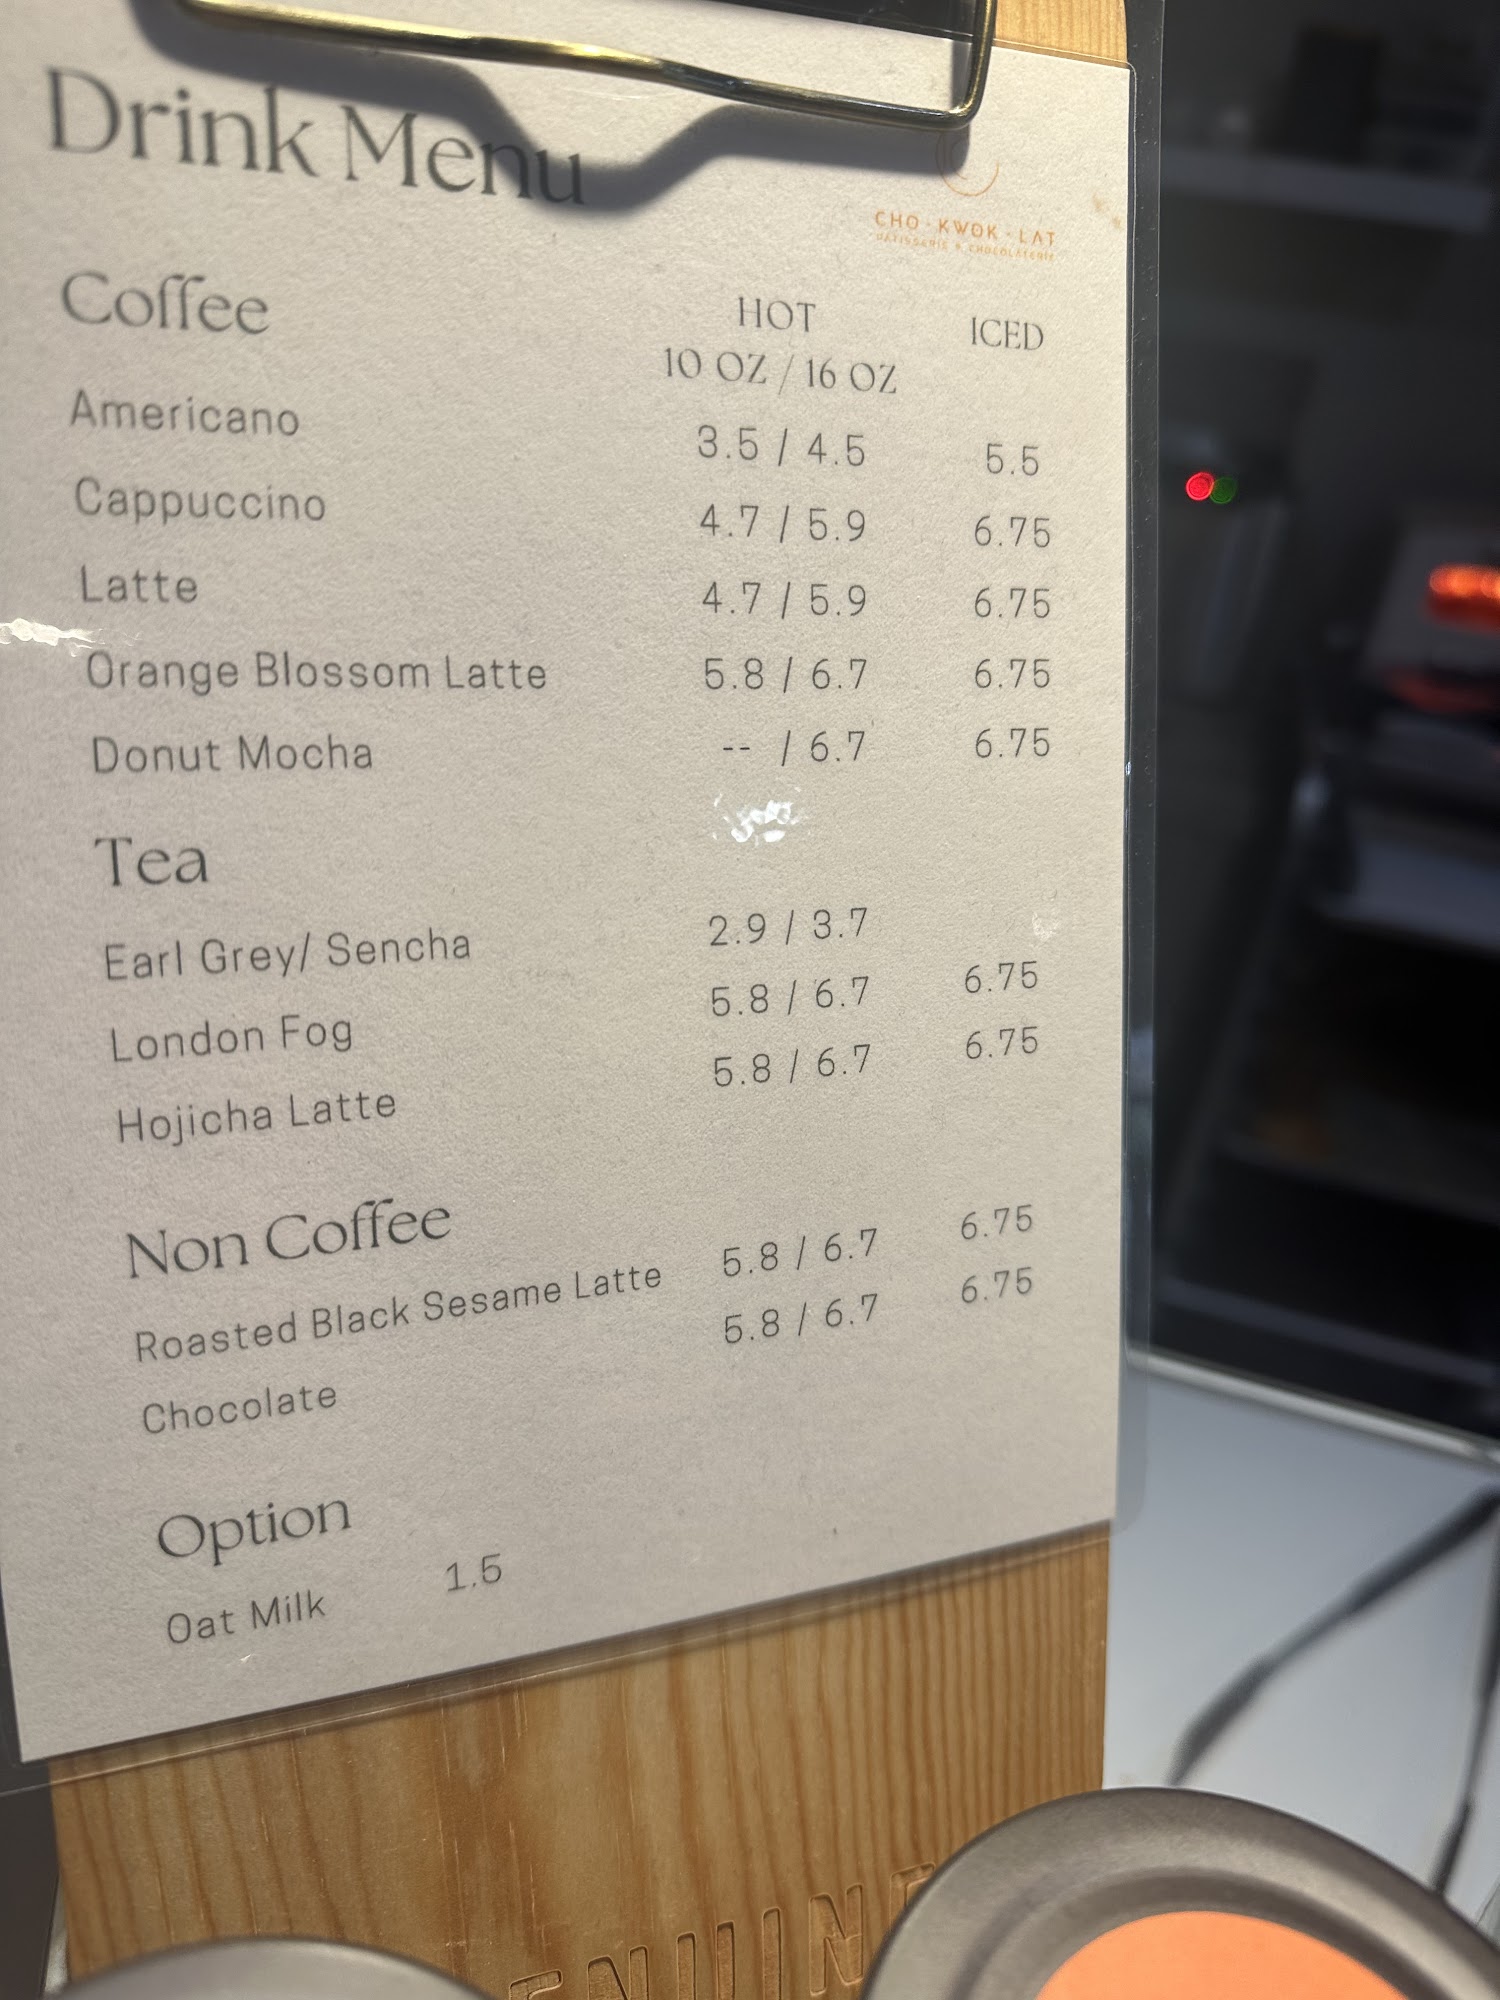 Drink Menu
CHO · KWOK · LAT
PATISSERIE & CHOCOLATERIE
Coffee HOT ICED
10 OZ / 16 OZ
Americano 3.5 / 4.5 5.5
Cappuccino 4.7 / 5.9 6.75
Latte 4.7 / 5.9 6.75
Orange Blossom Latte 5.8 / 6.7 6.75
Donut Mocha -- / 6.7 6.75
Tea
Earl Grey/ Sencha 2.9 / 3.7
London Fog 5.8 / 6.7 6.75
Hojicha Latte 5.8 / 6.7 6.75
Non Coffee
Roasted Black Sesame Latte 5.8 / 6.7 6.75
Chocolate 5.8 / 6.7 6.75
Option
Oat Milk 1.5